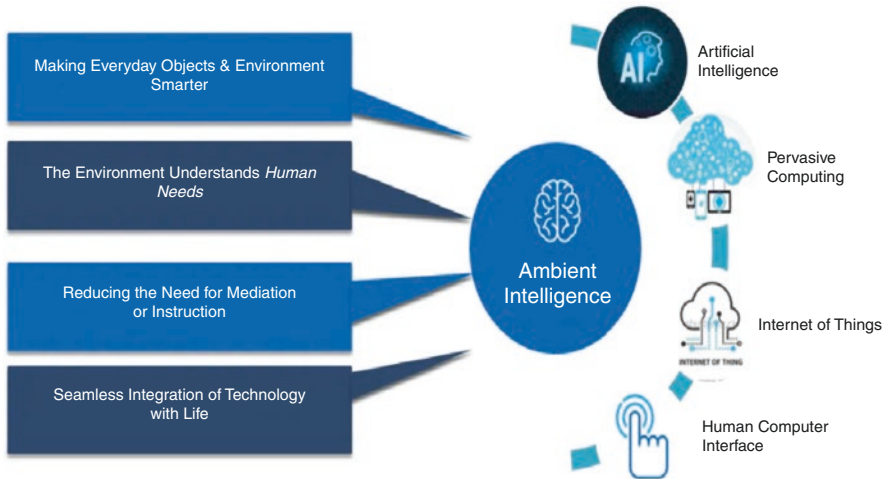 Making Everyday Objects & Environment
Smarter
The Environment Understands Human
Needs
Reducing the Need for Mediation
or Instruction
Seamless Integration of Technology
with Life
Ambient
Intelligence
AI
Artificial
Intelligence
Pervasive
Computing
INTERNET OF THING
Internet of Things
Human Computer
Interface